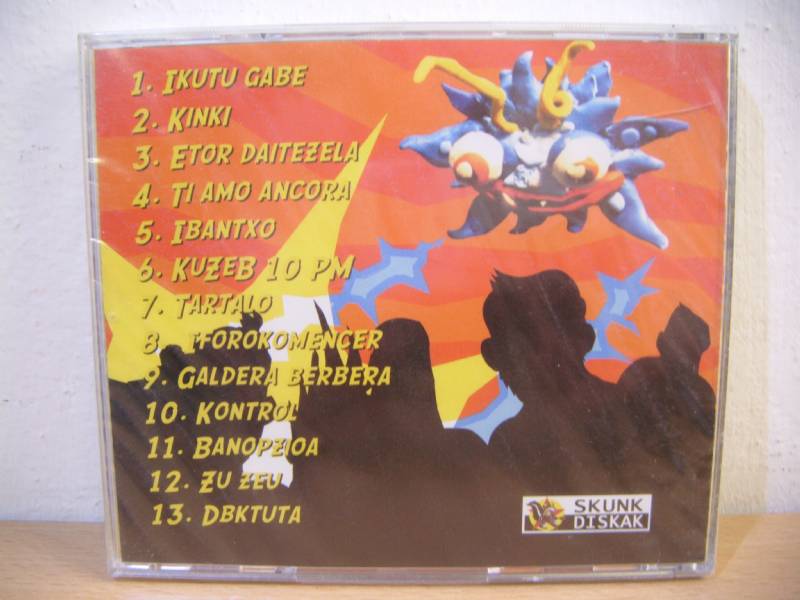 1. IKUTU GABE
2. KINKI
3. ETOR DAITEZELA
4. TI AMO ANCORA
5. IBANTXO
6. KUZEB 10 PM
7. TARTALO
8. IFOROKOMENCER
9. GALDERA BERBERA
10. KONTROL
11. BANOPZIOA
12. ZU ZEU
13. DBKTUTA
SKUNK
DISKAK